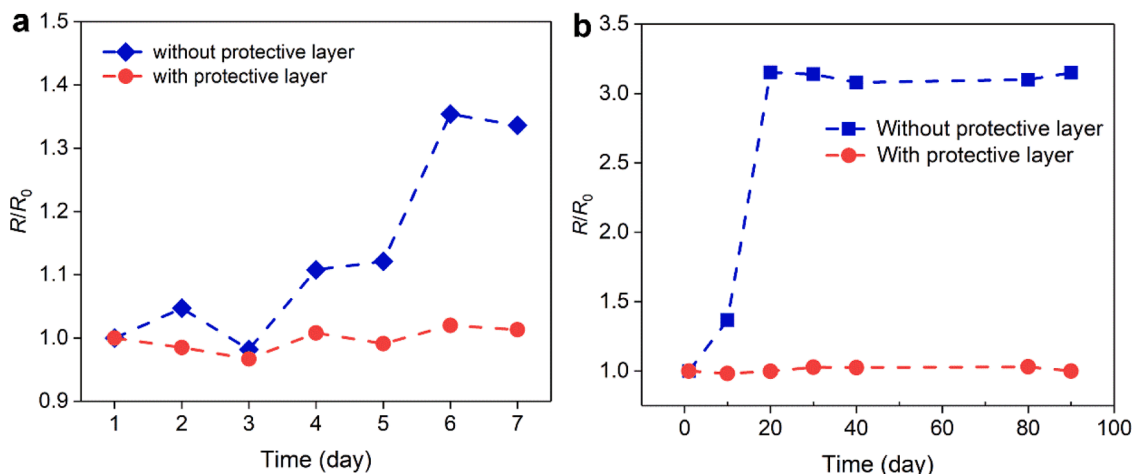 a
without protective layer
with protective layer
R/R0
1.5
1.4
1.3
1.2
1.1
1.0
0.9
1 2 3 4 5 6 7
Time (day)
b
Without protective layer
With protective layer
R/R0
3.5
3.0
2.5
2.0
1.5
1.0
0 20 40 60 80 100
Time (day)